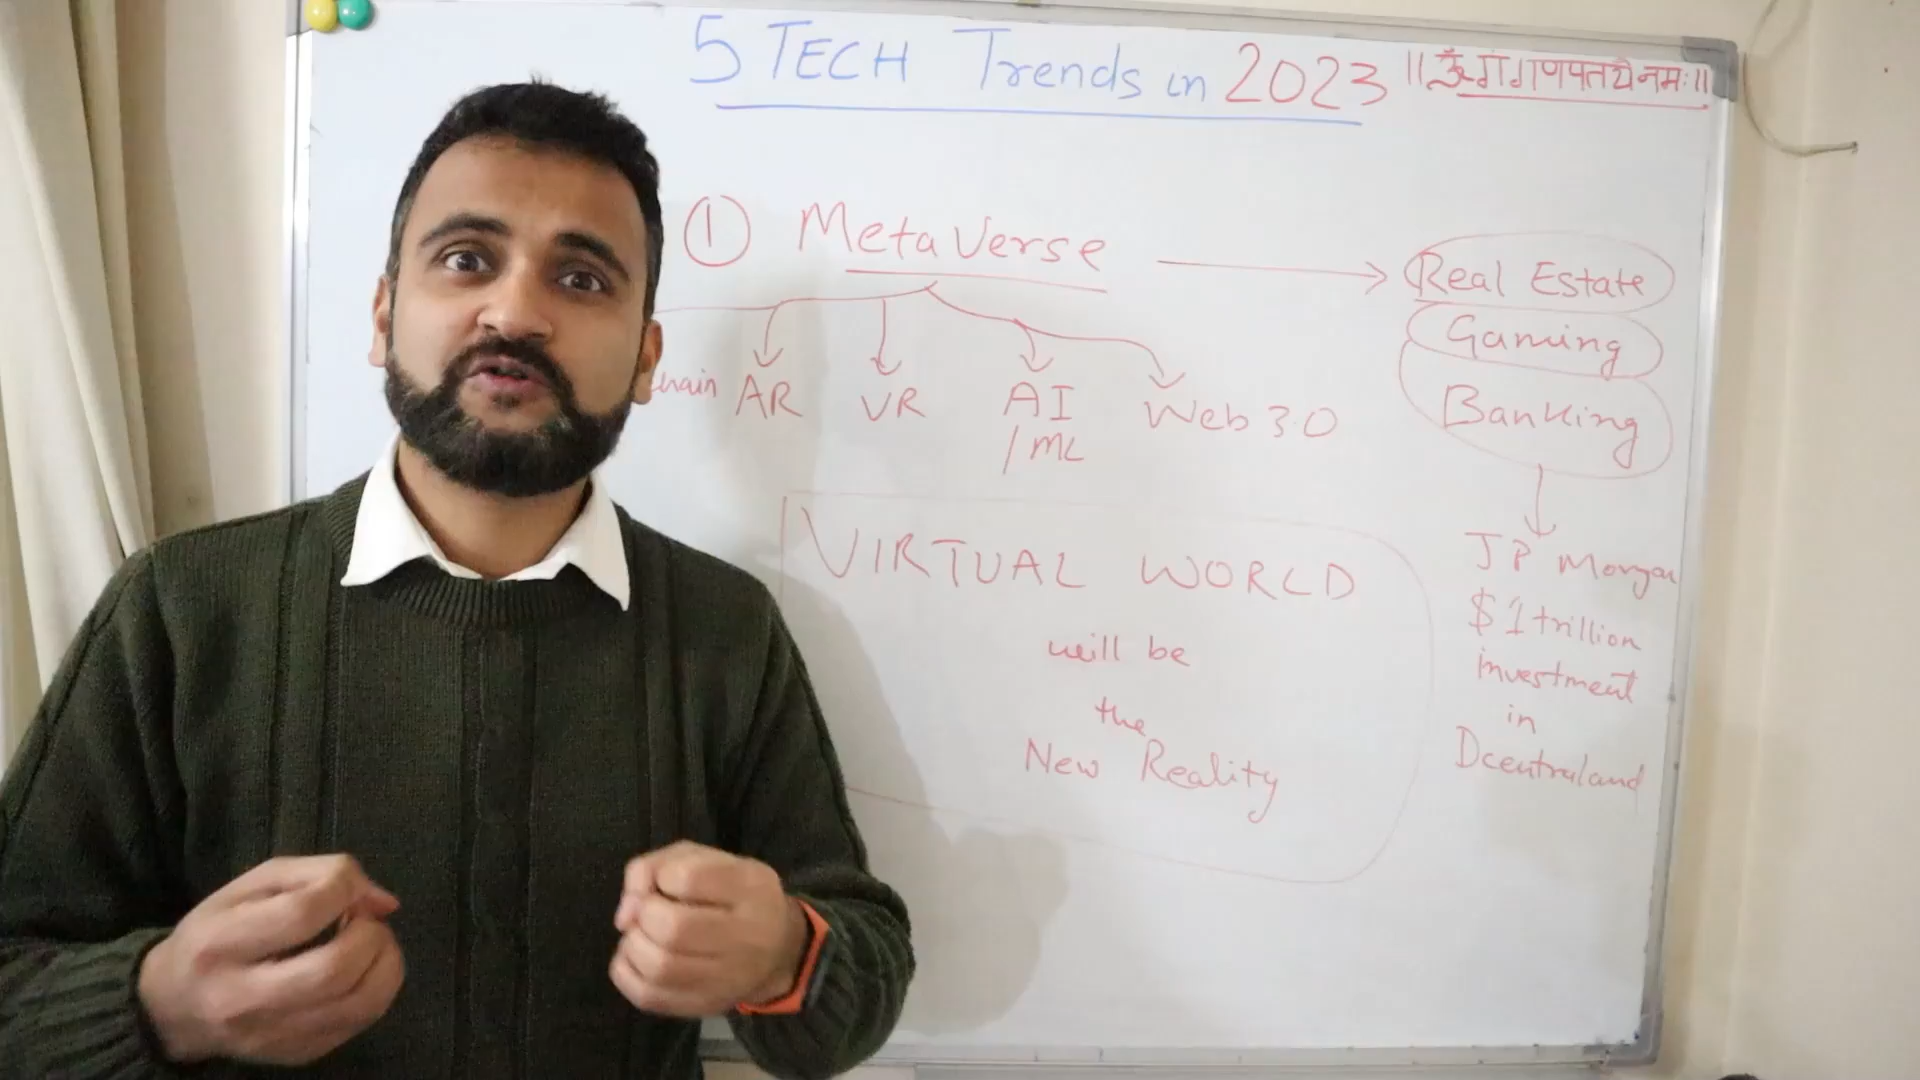 5 TECH Trends in 2023
॥ ॐ गं गणपतये नमः ॥
① MetaVerse
Real Estate
Gaming
Banking
chain AR VR AI / ML Web 3.0
VIRTUAL WORLD
will be
the
New Reality
JP Morgan
$ 1 trillion
investment
in
Dcentraland